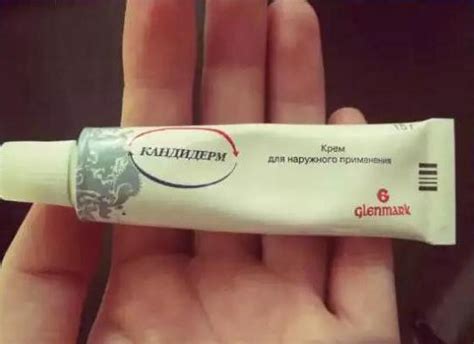 15 г
КАНДИДЕРМ
Крем
для наружного применения
G
Glenmark